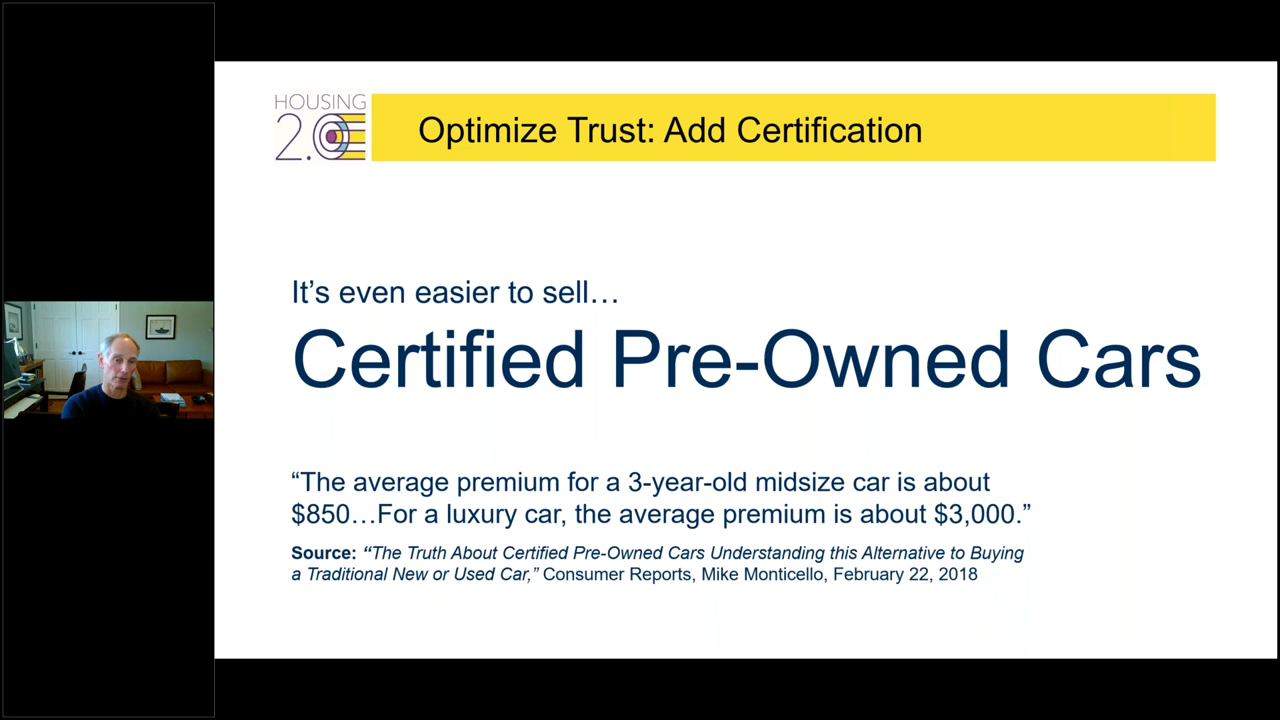 HOUSING
2.0
Optimize Trust: Add Certification
It’s even easier to sell…
Certified Pre-Owned Cars
“The average premium for a 3-year-old midsize car is about
$850…For a luxury car, the average premium is about $3,000.”
Source: “The Truth About Certified Pre-Owned Cars Understanding this Alternative to Buying
a Traditional New or Used Car,” Consumer Reports, Mike Monticello, February 22, 2018